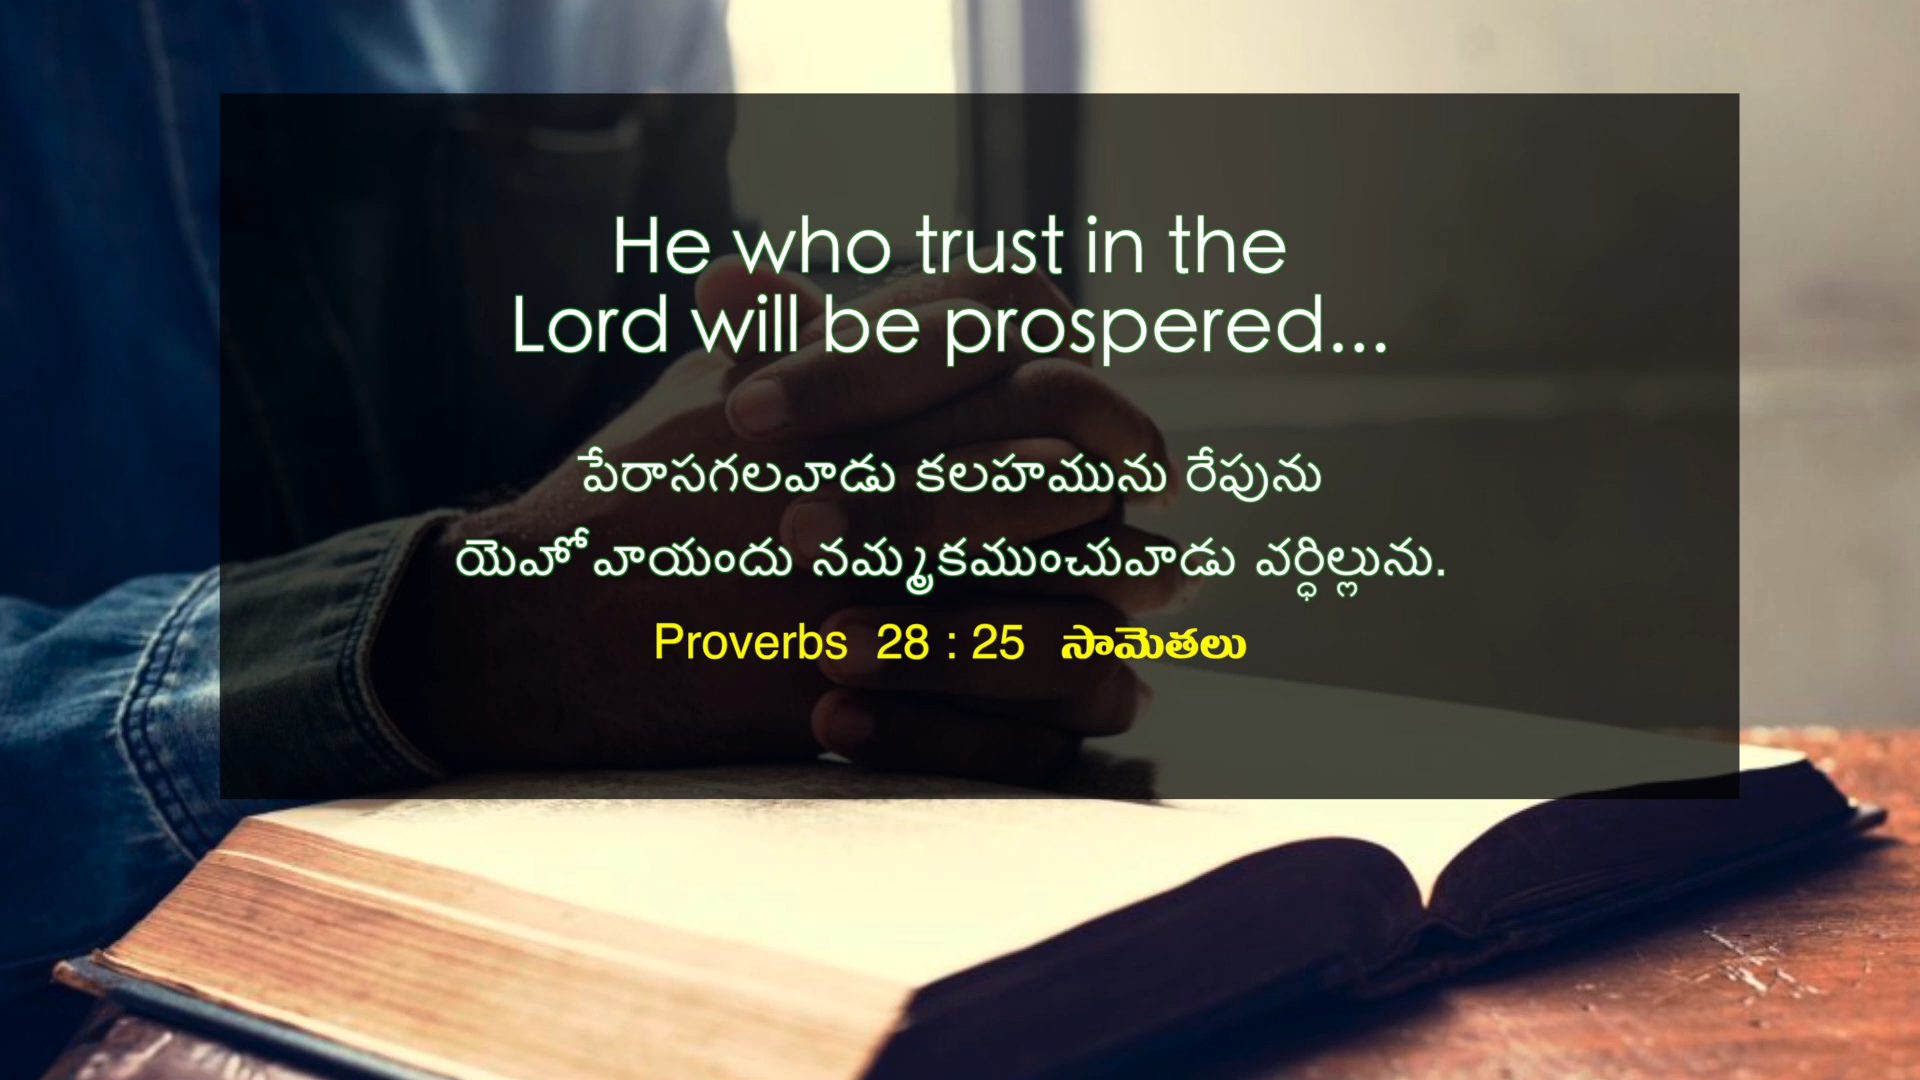 He who trust in the
Lord will be prospered...
పేరాసగలవాడు కలహమును రేపును
యెహోవాయందు నమ్మకముంచువాడు వర్ధిల్లును.
Proverbs 28 : 25 సామెతలు